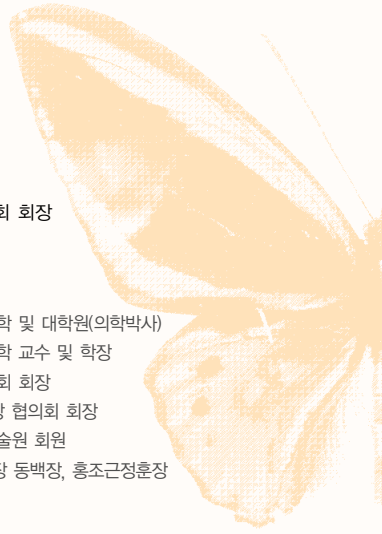 회 회장
학 및 대학원(의학박사)
학 교수 및 학장
회 회장
장 협의회 회장
술원 회원
장 동백장, 홍조근정훈장